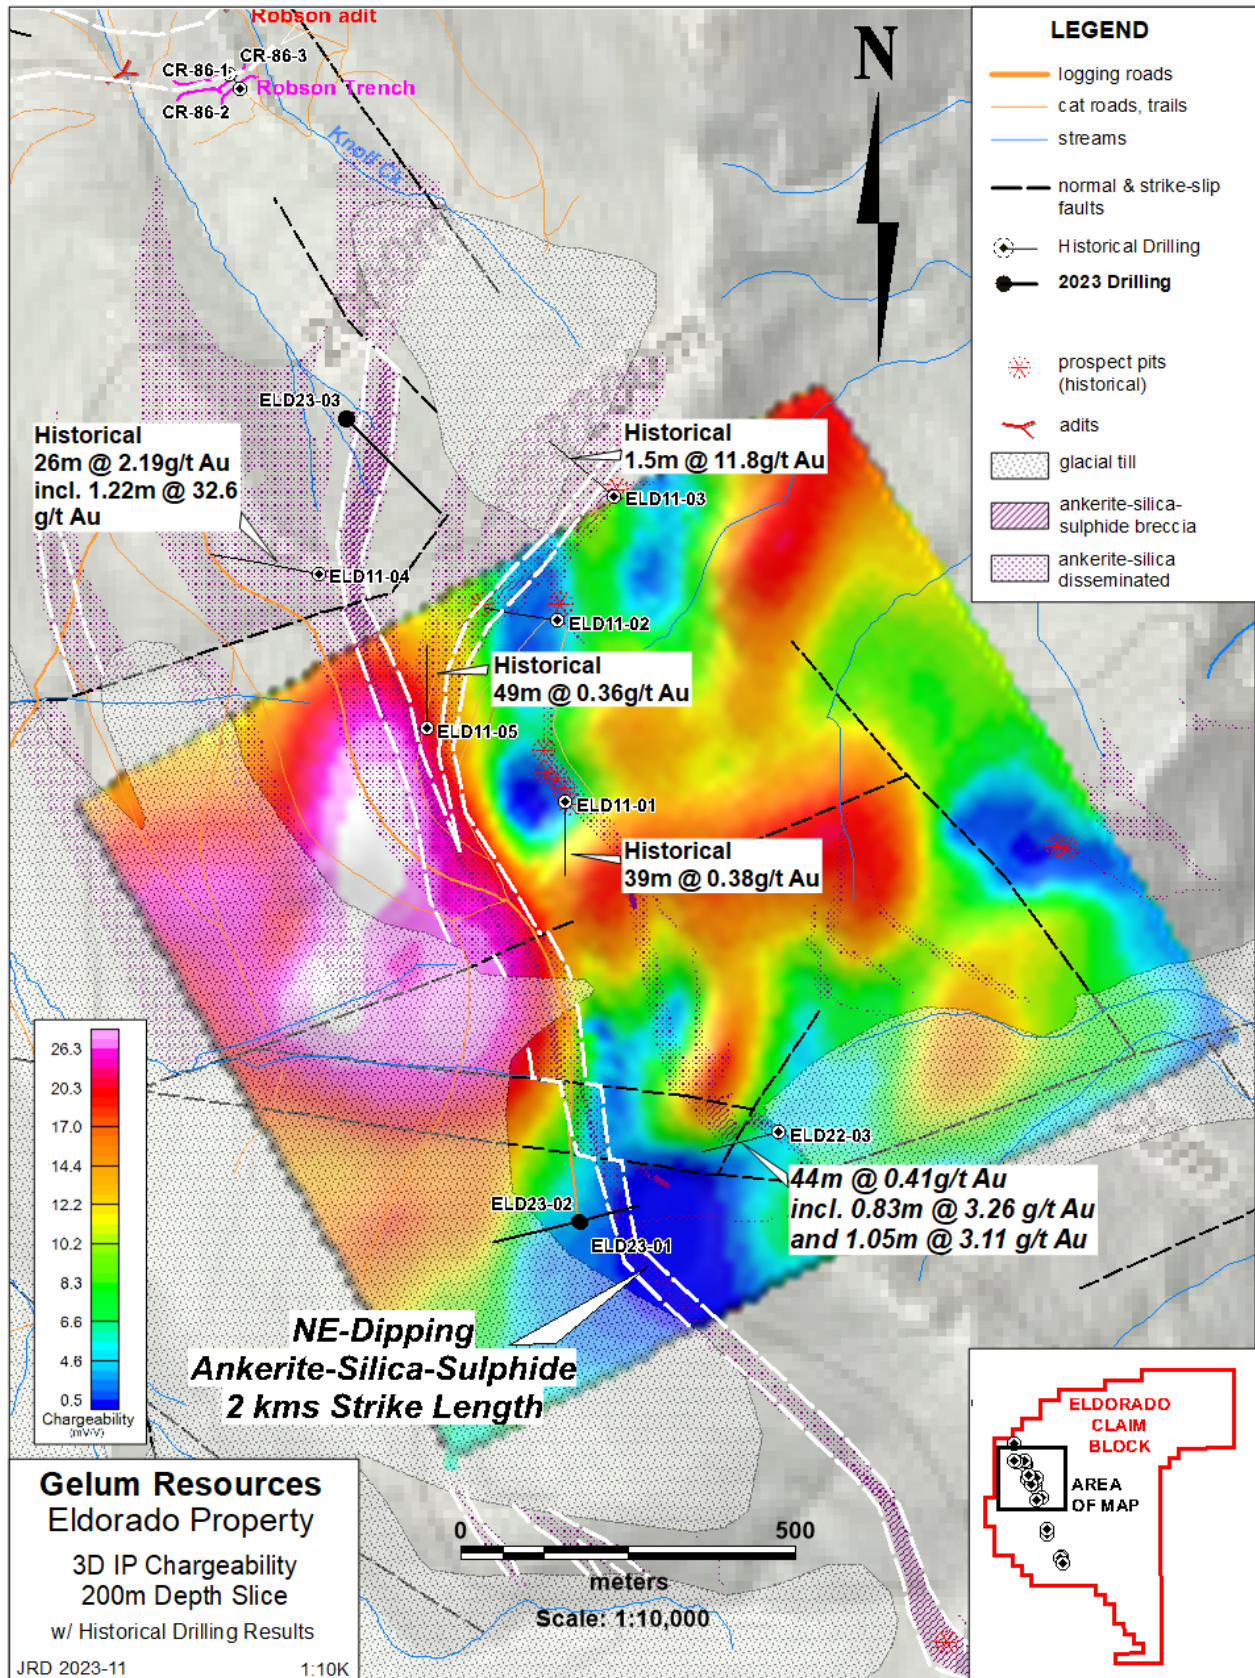 Robson adit
CR-86-3
CR-86-1
Robson Trench
CR-86-2
Knoll Ck
N
LEGEND
logging roads
cat roads, trails
streams
normal & strike-slip
faults
Historical Drilling
2023 Drilling
prospect pits
(historical)
adits
glacial till
ankerite-silica-
sulphide breccia
ankerite-silica
disseminated
ELD23-03
Historical
26m @ 2.19g/t Au
incl. 1.22m @ 32.6
g/t Au
Historical
1.5m @ 11.8g/t Au
ELD11-03
ELD11-04
ELD11-02
Historical
49m @ 0.36g/t Au
ELD11-05
ELD11-01
Historical
39m @ 0.38g/t Au
26.3
20.3
17.0
14.4
12.2
10.2
8.3
6.6
4.6
0.5
Chargeability
(mV/V)
ELD22-03
44m @ 0.41g/t Au
incl. 0.83m @ 3.26 g/t Au
and 1.05m @ 3.11 g/t Au
ELD23-02
ELD23-01
NE-Dipping
Ankerite-Silica-Sulphide
2 kms Strike Length
ELDORADO
CLAIM
BLOCK
AREA
OF MAP
Gelum Resources
Eldorado Property
3D IP Chargeability
200m Depth Slice
w/ Historical Drilling Results
JRD 2023-11
1:10K
0
500
meters
Scale: 1:10,000